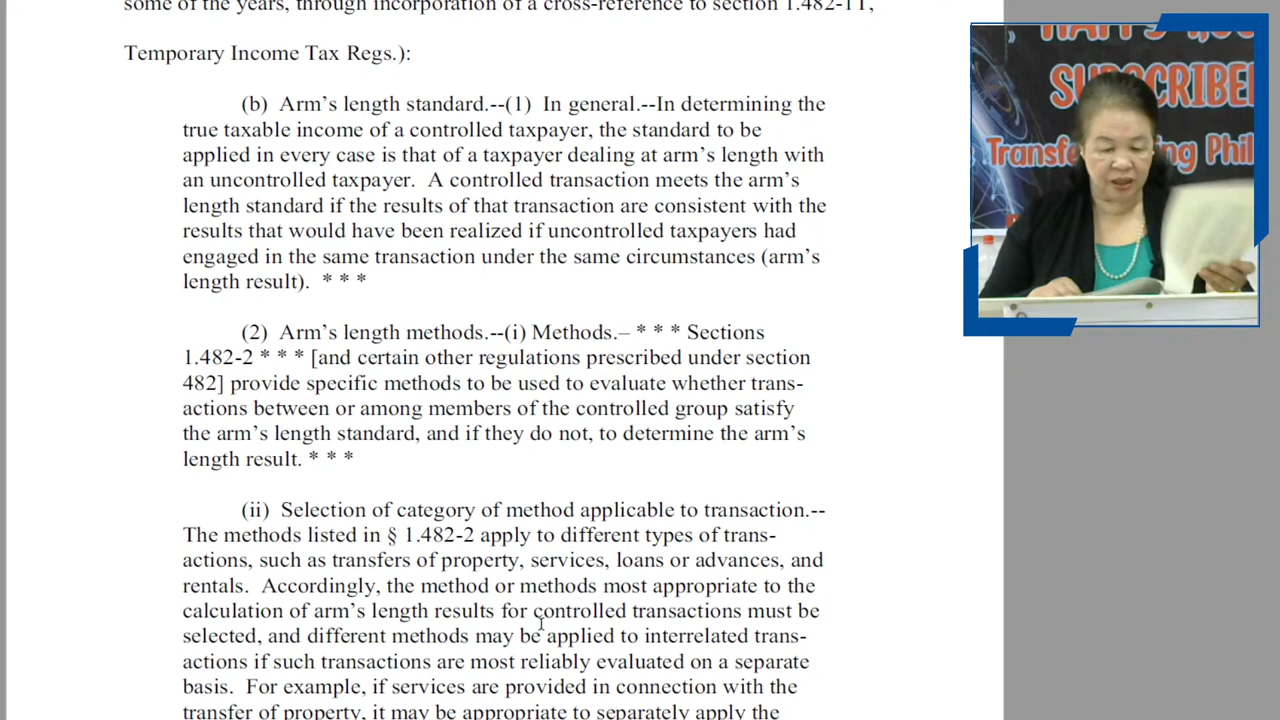 some of the years, through incorporation of a cross-reference to section 1.482-1T,
Temporary Income Tax Regs.):
(b) Arm's length standard.--(1) In general.--In determining the
true taxable income of a controlled taxpayer, the standard to be
applied in every case is that of a taxpayer dealing at arm's length with
an uncontrolled taxpayer. A controlled transaction meets the arm's
length standard if the results of that transaction are consistent with the
results that would have been realized if uncontrolled taxpayers had
engaged in the same transaction under the same circumstances (arm's
length result). * * *
(2) Arm's length methods.--(i) Methods.– * * * Sections
1.482-2 * * * [and certain other regulations prescribed under section
482] provide specific methods to be used to evaluate whether trans-
actions between or among members of the controlled group satisfy
the arm's length standard, and if they do not, to determine the arm's
length result. * * *
(ii) Selection of category of method applicable to transaction.--
The methods listed in § 1.482-2 apply to different types of trans-
actions, such as transfers of property, services, loans or advances, and
rentals. Accordingly, the method or methods most appropriate to the
calculation of arm's length results for controlled transactions must be
selected, and different methods may be applied to interrelated trans-
actions if such transactions are most reliably evaluated on a separate
basis. For example, if services are provided in connection with the
transfer of property, it may be appropriate to separately apply the
HAPPY
SUBSCRIBE
Transfe ing Phil